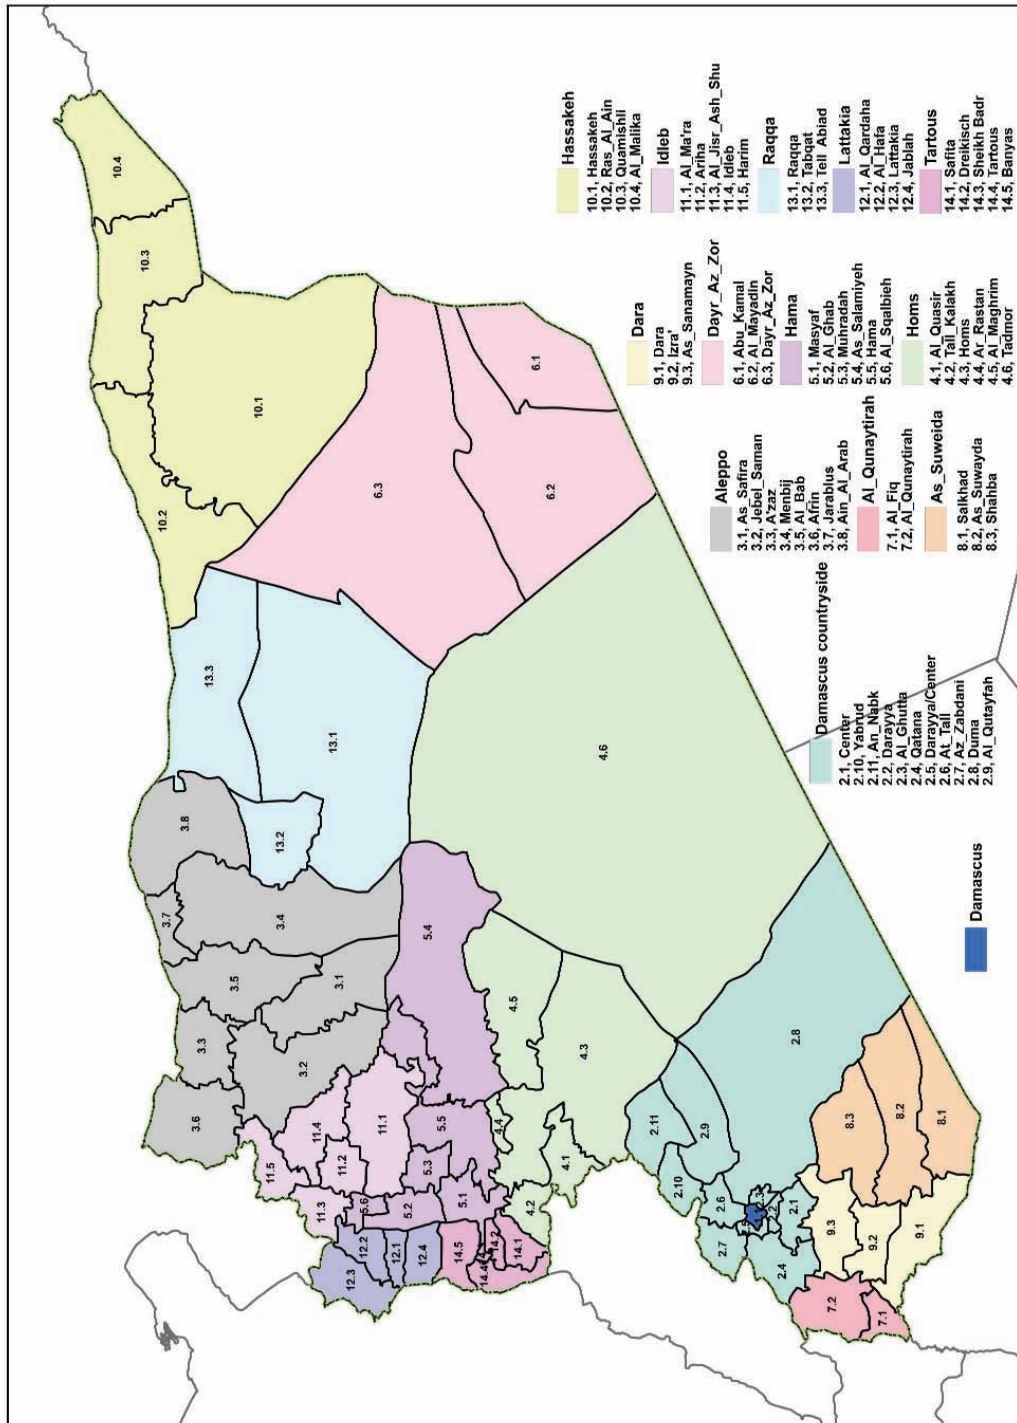 10.4
10.3
10.2
10.1
13.3
13.1
13.2
3.8
3.7
3.4
3.5
3.1
3.3
3.2
3.6
6.3
6.2
6.1
4.6
5.4
4.5
4.3
4.4
4.1
4.2
11.5
11.4
11.2
11.1
11.3
5.5
5.3
5.6
5.2
5.1
12.3
12.2
12.1
12.4
14.5
14.4
14.2
14.1
2.11
2.10
2.9
2.8
2.6
2.7
2.5
2.3
2.2
2.1
2.4
8.3
8.2
8.1
9.3
9.2
9.1
7.2
7.1
Damascus
Damascus countryside
2.1, Center
2.10, Yabrud
2.11, An_Nabk
2.2, Darayya
2.3, Al_Ghutta
2.4, Qatana
2.5, Darayya/Center
2.6, At_Tall
2.7, Az_Zabdani
2.8, Duma
2.9, Al_Qutayfah
Aleppo
3.1, As_Safira
3.2, Jebel_Saman
3.3, A'zaz
3.4, Menbij
3.5, Al_Bab
3.6, Afrin
3.7, Jarablus
3.8, Ain_Al_Arab
Al_Qunaytirah
7.1, Al_Fiq
7.2, Al_Qunaytirah
As_Suweida
8.1, Salkhad
8.2, As_Suwayda
8.3, Shahba
Dara
9.1, Dara
9.2, Izra'
9.3, As_Sanamayn
Dayr_Az_Zor
6.1, Abu_Kamal
6.2, Al_Mayadin
6.3, Dayr_Az_Zor
Hama
5.1, Masyaf
5.2, Al_Ghab
5.3, Muhradah
5.4, As_Salamiyeh
5.5, Hama
5.6, Al_Sqalbieh
Homs
4.1, Al_Quasir
4.2, Tall_Kalakh
4.3, Homs
4.4, Ar_Rastan
4.5, Al_Maghrim
4.6, Tadmor
Hassakeh
10.1, Hassakeh
10.2, Ras_Al_Ain
10.3, Quamishli
10.4, Al_Malika
Idleb
11.1, Al_Ma'ra
11.2, Ariha
11.3, Al_Jisr_Ash_Shu
11.4, Idleb
11.5, Harim
Raqqa
13.1, Raqqa
13.2, Tabqat
13.3, Tell_Abiad
Lattakia
12.1, Al_Qardaha
12.2, Al_Hafa
12.3, Lattakia
12.4, Jablah
Tartous
14.1, Safita
14.2, Dreikisch
14.3, Sheikh Badr
14.4, Tartous
14.5, Banyas